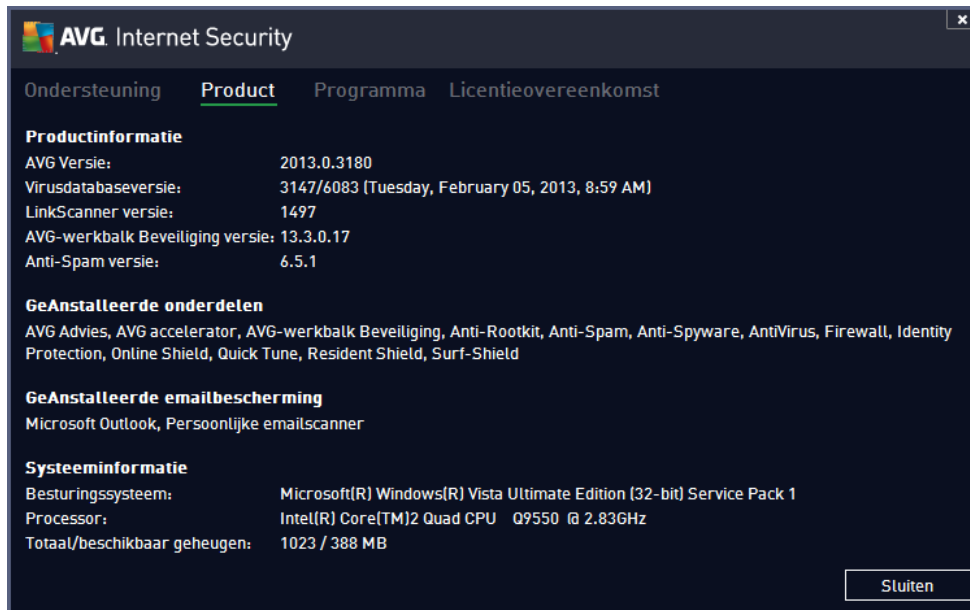 AVG. Internet Security
Ondersteuning Product Programma Licentieovereenkomst
Productinformatie
AVG Versie: 2013.0.3180
Virusdatabaseversie: 3147/6083 (Tuesday, February 05, 2013, 8:59 AM)
LinkScanner versie: 1497
AVG-werkbalk Beveiliging versie: 13.3.0.17
Anti-Spam versie: 6.5.1
GeAnstalleerde onderdelen
AVG Advies, AVG accelerator, AVG-werkbalk Beveiliging, Anti-Rootkit, Anti-Spam, Anti-Spyware, AntiVirus, Firewall, Identity
Protection, Online Shield, Quick Tune, Resident Shield, Surf-Shield
GeAnstalleerde emailbescherming
Microsoft Outlook, Persoonlijke emailscanner
Systeeminformatie
Besturingssysteem: Microsoft(R) Windows(R) Vista Ultimate Edition (32-bit) Service Pack 1
Processor: Intel(R) Core(TM)2 Quad CPU Q9550 @ 2.83GHz
Totaal/beschikbaar geheugen: 1023 / 388 MB
Sluiten